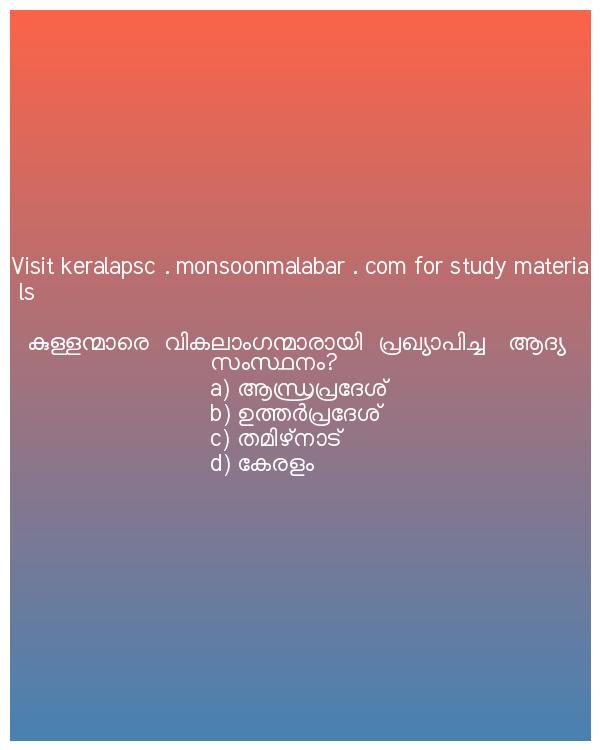 Visit keralapsc . monsoonmalabar . com for study materia
ls
കുള്ളന്മാരെ വികലാംഗന്മാരായി പ്രഖ്യാപിച്ച ആദ്യ
സംസ്ഥനം?
a) ആന്ധ്രപ്രദേശ്
b) ഉത്തർപ്രദേശ്
c) തമിഴ്നാട്
d) കേരളം